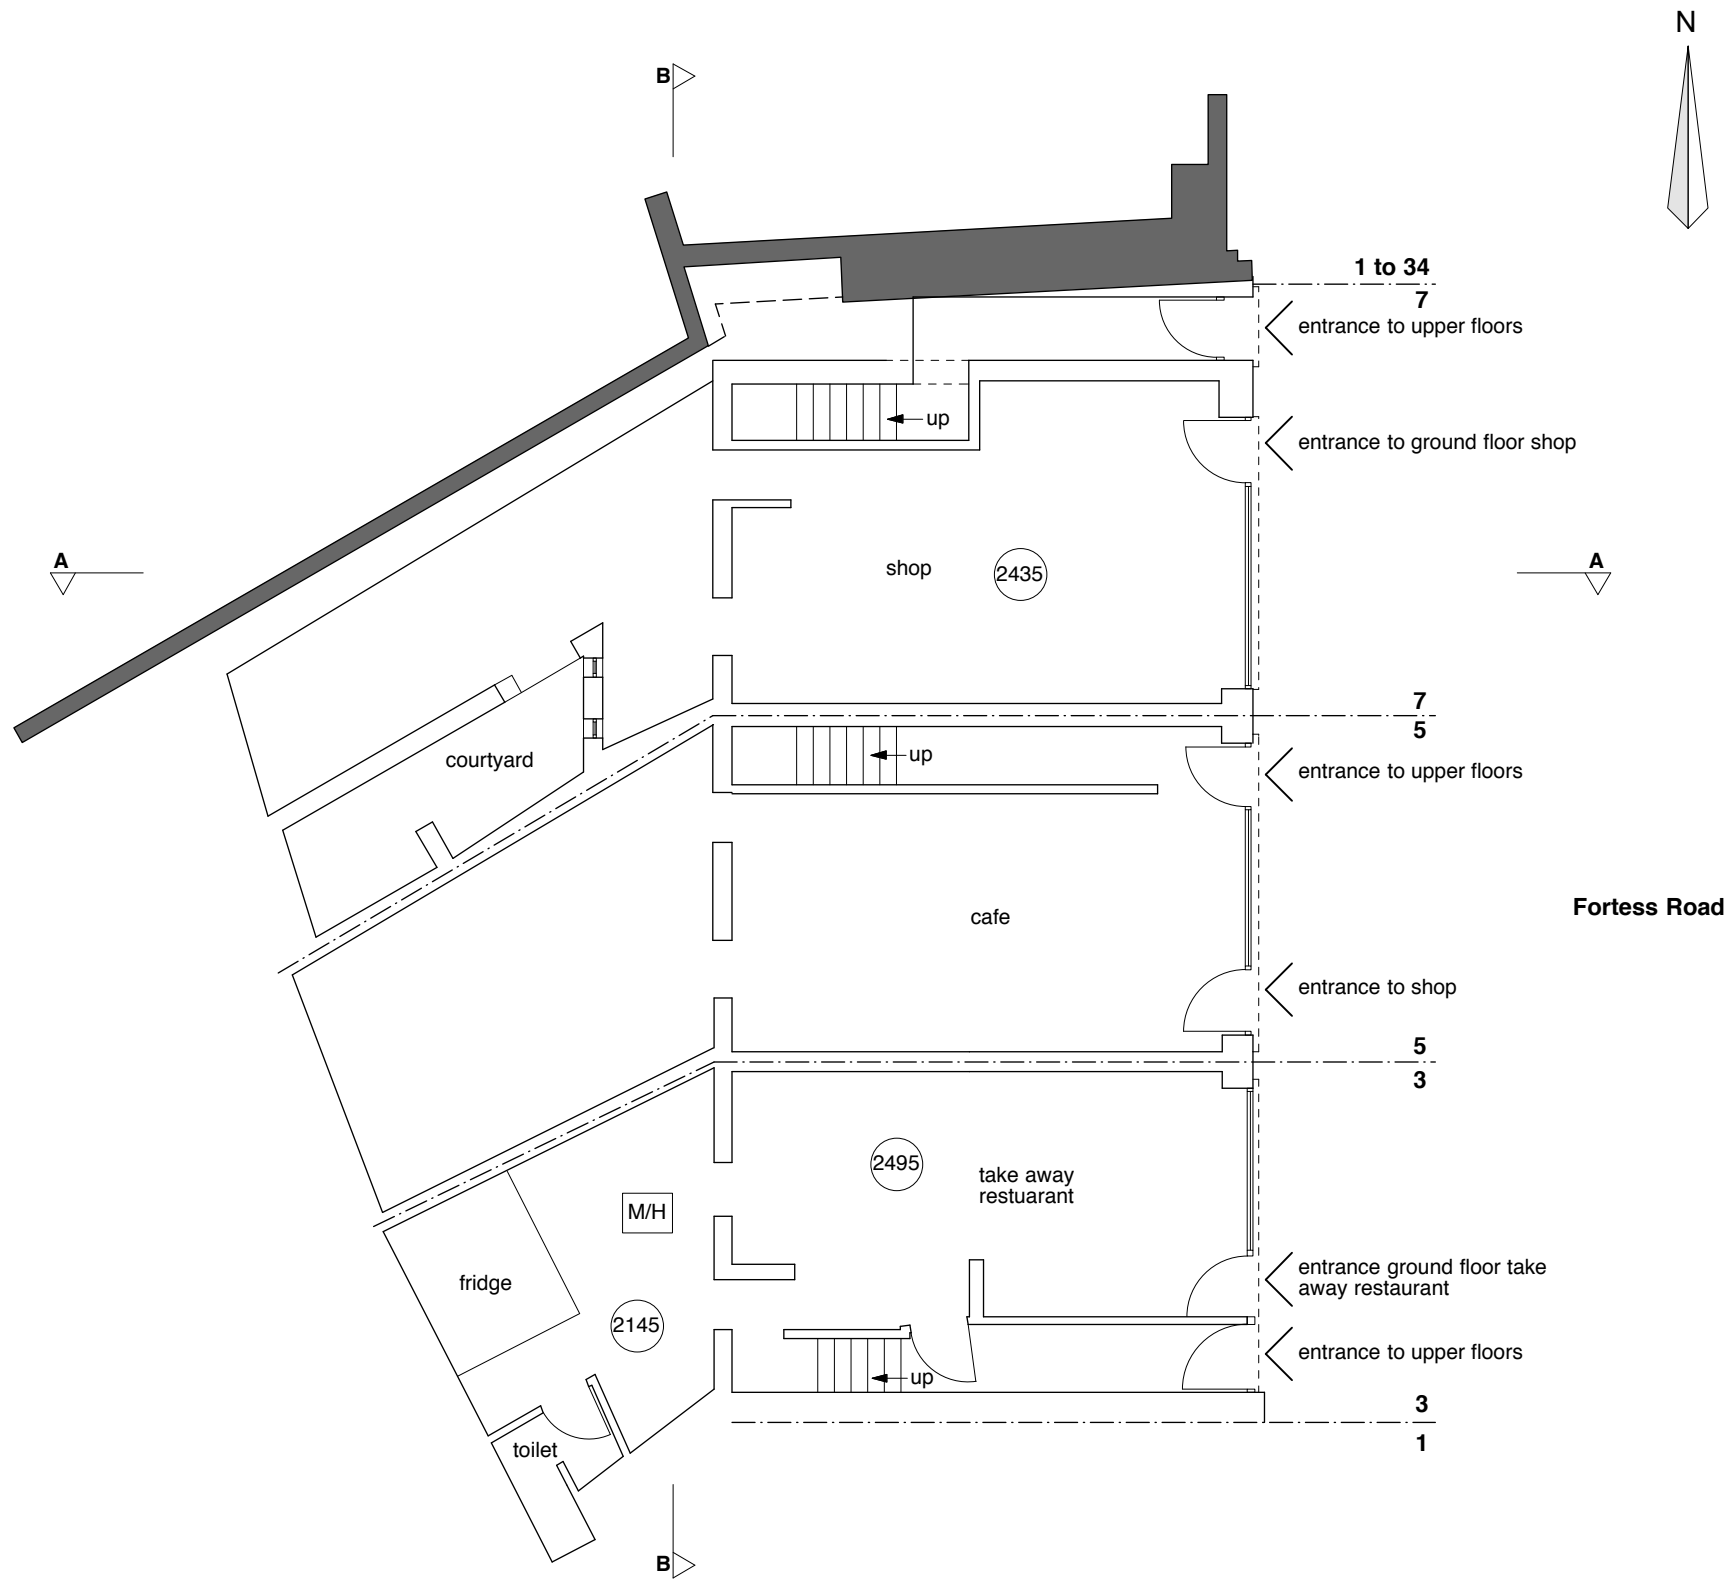 N
B
1 to 34
7
entrance to upper floors
up
entrance to ground floor shop
A
shop
2435
A
7
5
courtyard
up
entrance to upper floors
cafe
Fortess Road
entrance to shop
5
3
2495
take away
restuarant
M/H
fridge
entrance ground floor take
away restaurant
2145
entrance to upper floors
up
3
1
toilet
B